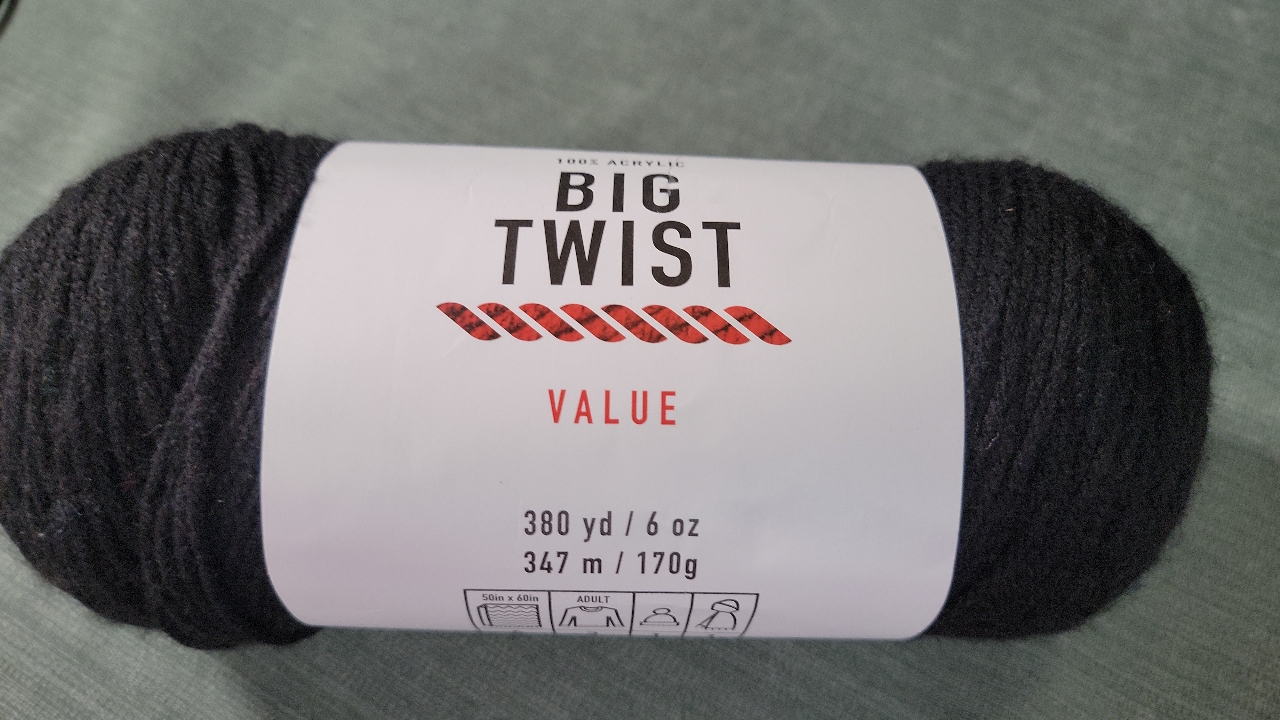 100% ACRYLIC
BIG
TWIST
VALUE
380 yd / 6 oz
347 m / 170g
50in x 60in ADULT